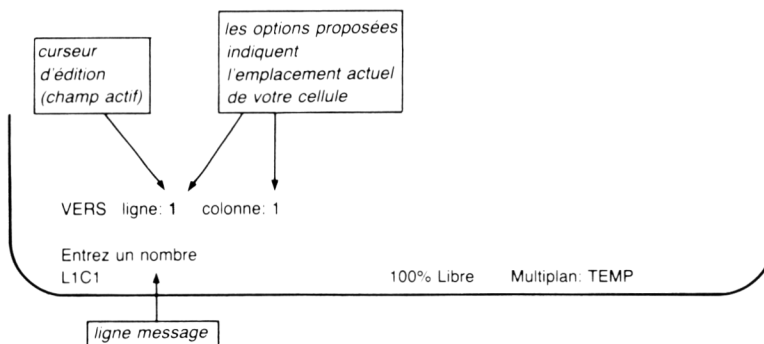 curseur
d'édition
(champ actif)
les options proposées
indiquent
l'emplacement actuel
de votre cellule
VERS ligne: 1 colonne: 1
Entrez un nombre
L1C1 100% Libre Multiplan: TEMP
ligne message